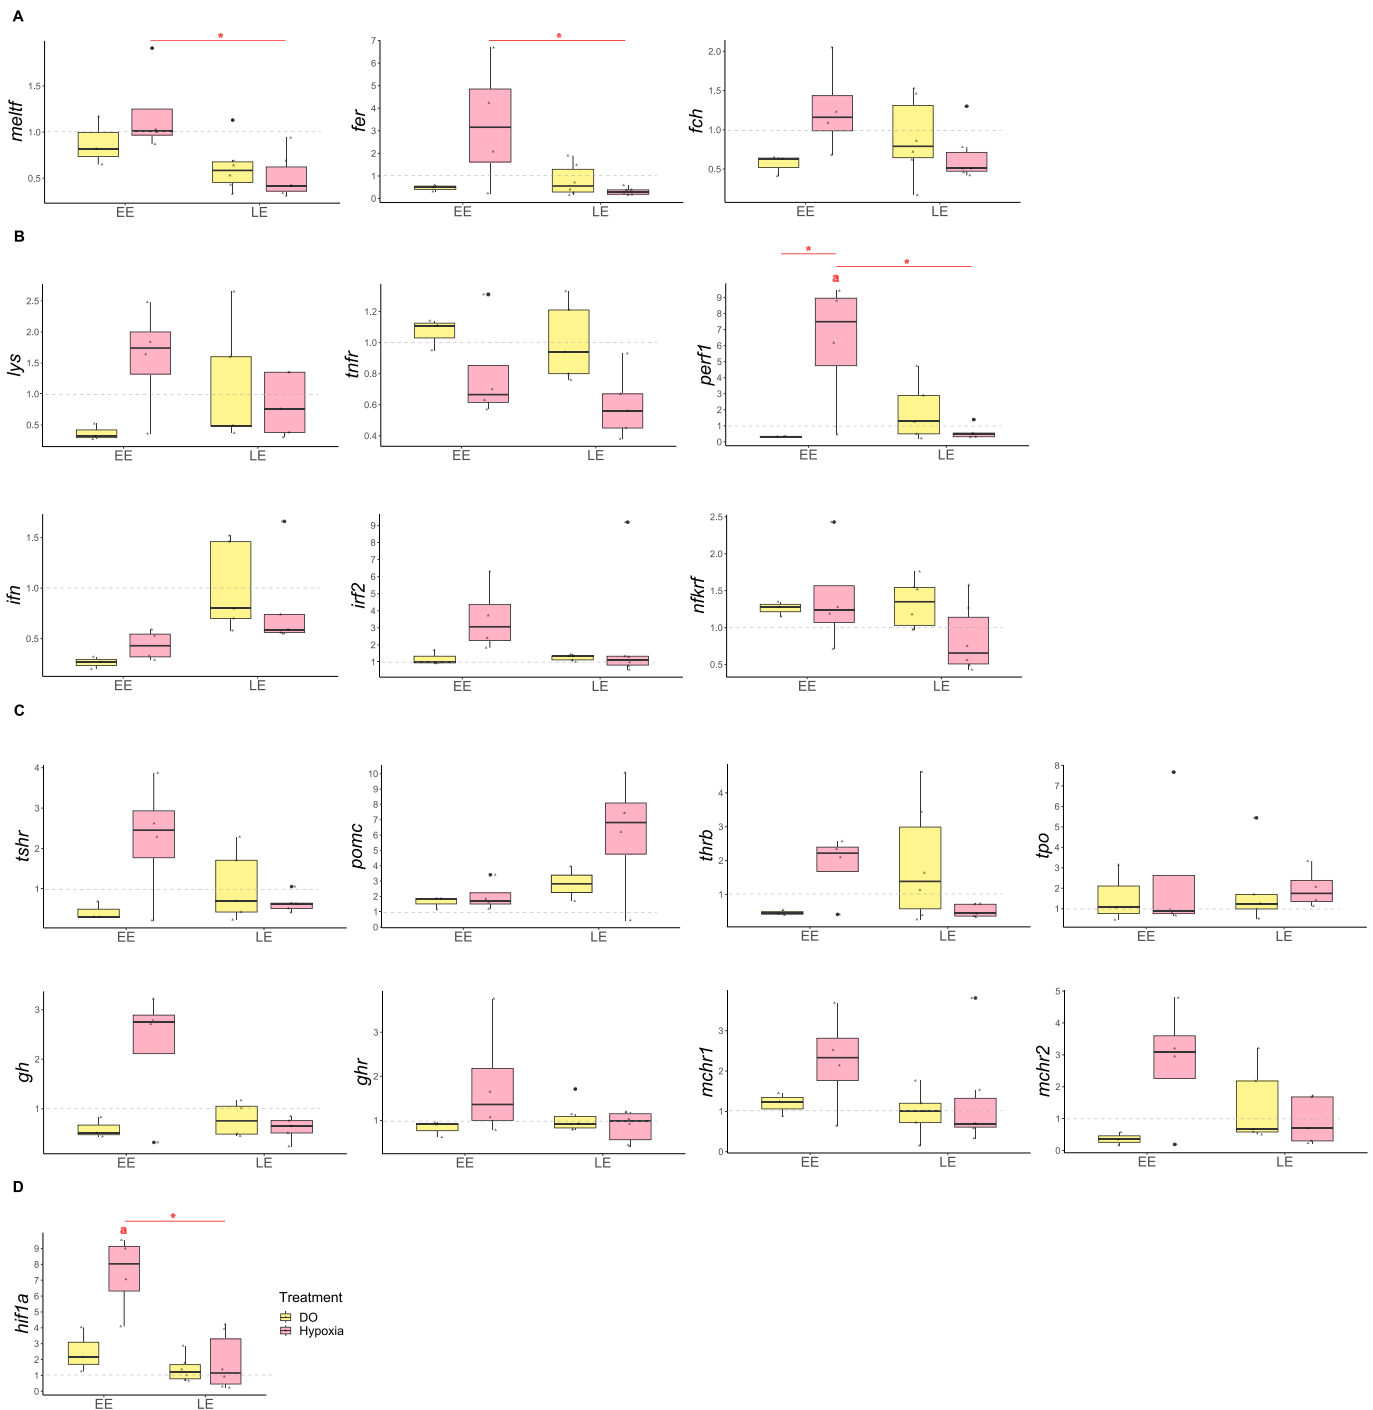 A
* *
meltf 1.5 1.0 0.5 EE LE
fer 7 6 5 4 3 2 1 0 EE LE
fch 2.0 1.5 1.0 0.5 EE LE
B
* *
a
lys 2.5 2.0 1.5 1.0 0.5 EE LE
tnfr 1.2 1.0 0.8 0.6 0.4 EE LE
perf1 9 8 7 6 5 4 3 2 1 0 EE LE
ifn 1.5 1.0 0.5 EE LE
irf2 9 8 7 6 5 4 3 2 1 EE LE
nfkrf 2.5 2.0 1.5 1.0 0.5 EE LE
C
tshr 4 3 2 1 EE LE
pomc 10 9 8 7 6 5 4 3 2 1 0 EE LE
thrb 4 3 2 1 EE LE
tpo 8 7 6 5 4 3 2 1 0 EE LE
gh 3 2 1 EE LE
ghr 3 2 1 EE LE
mchr1 3 2 1 0 EE LE
mchr2 5 4 3 2 1 0 EE LE
D
*
a
hif1a 9 8 7 6 5 4 3 2 1 0 EE LE
Treatment
DO
Hypoxia